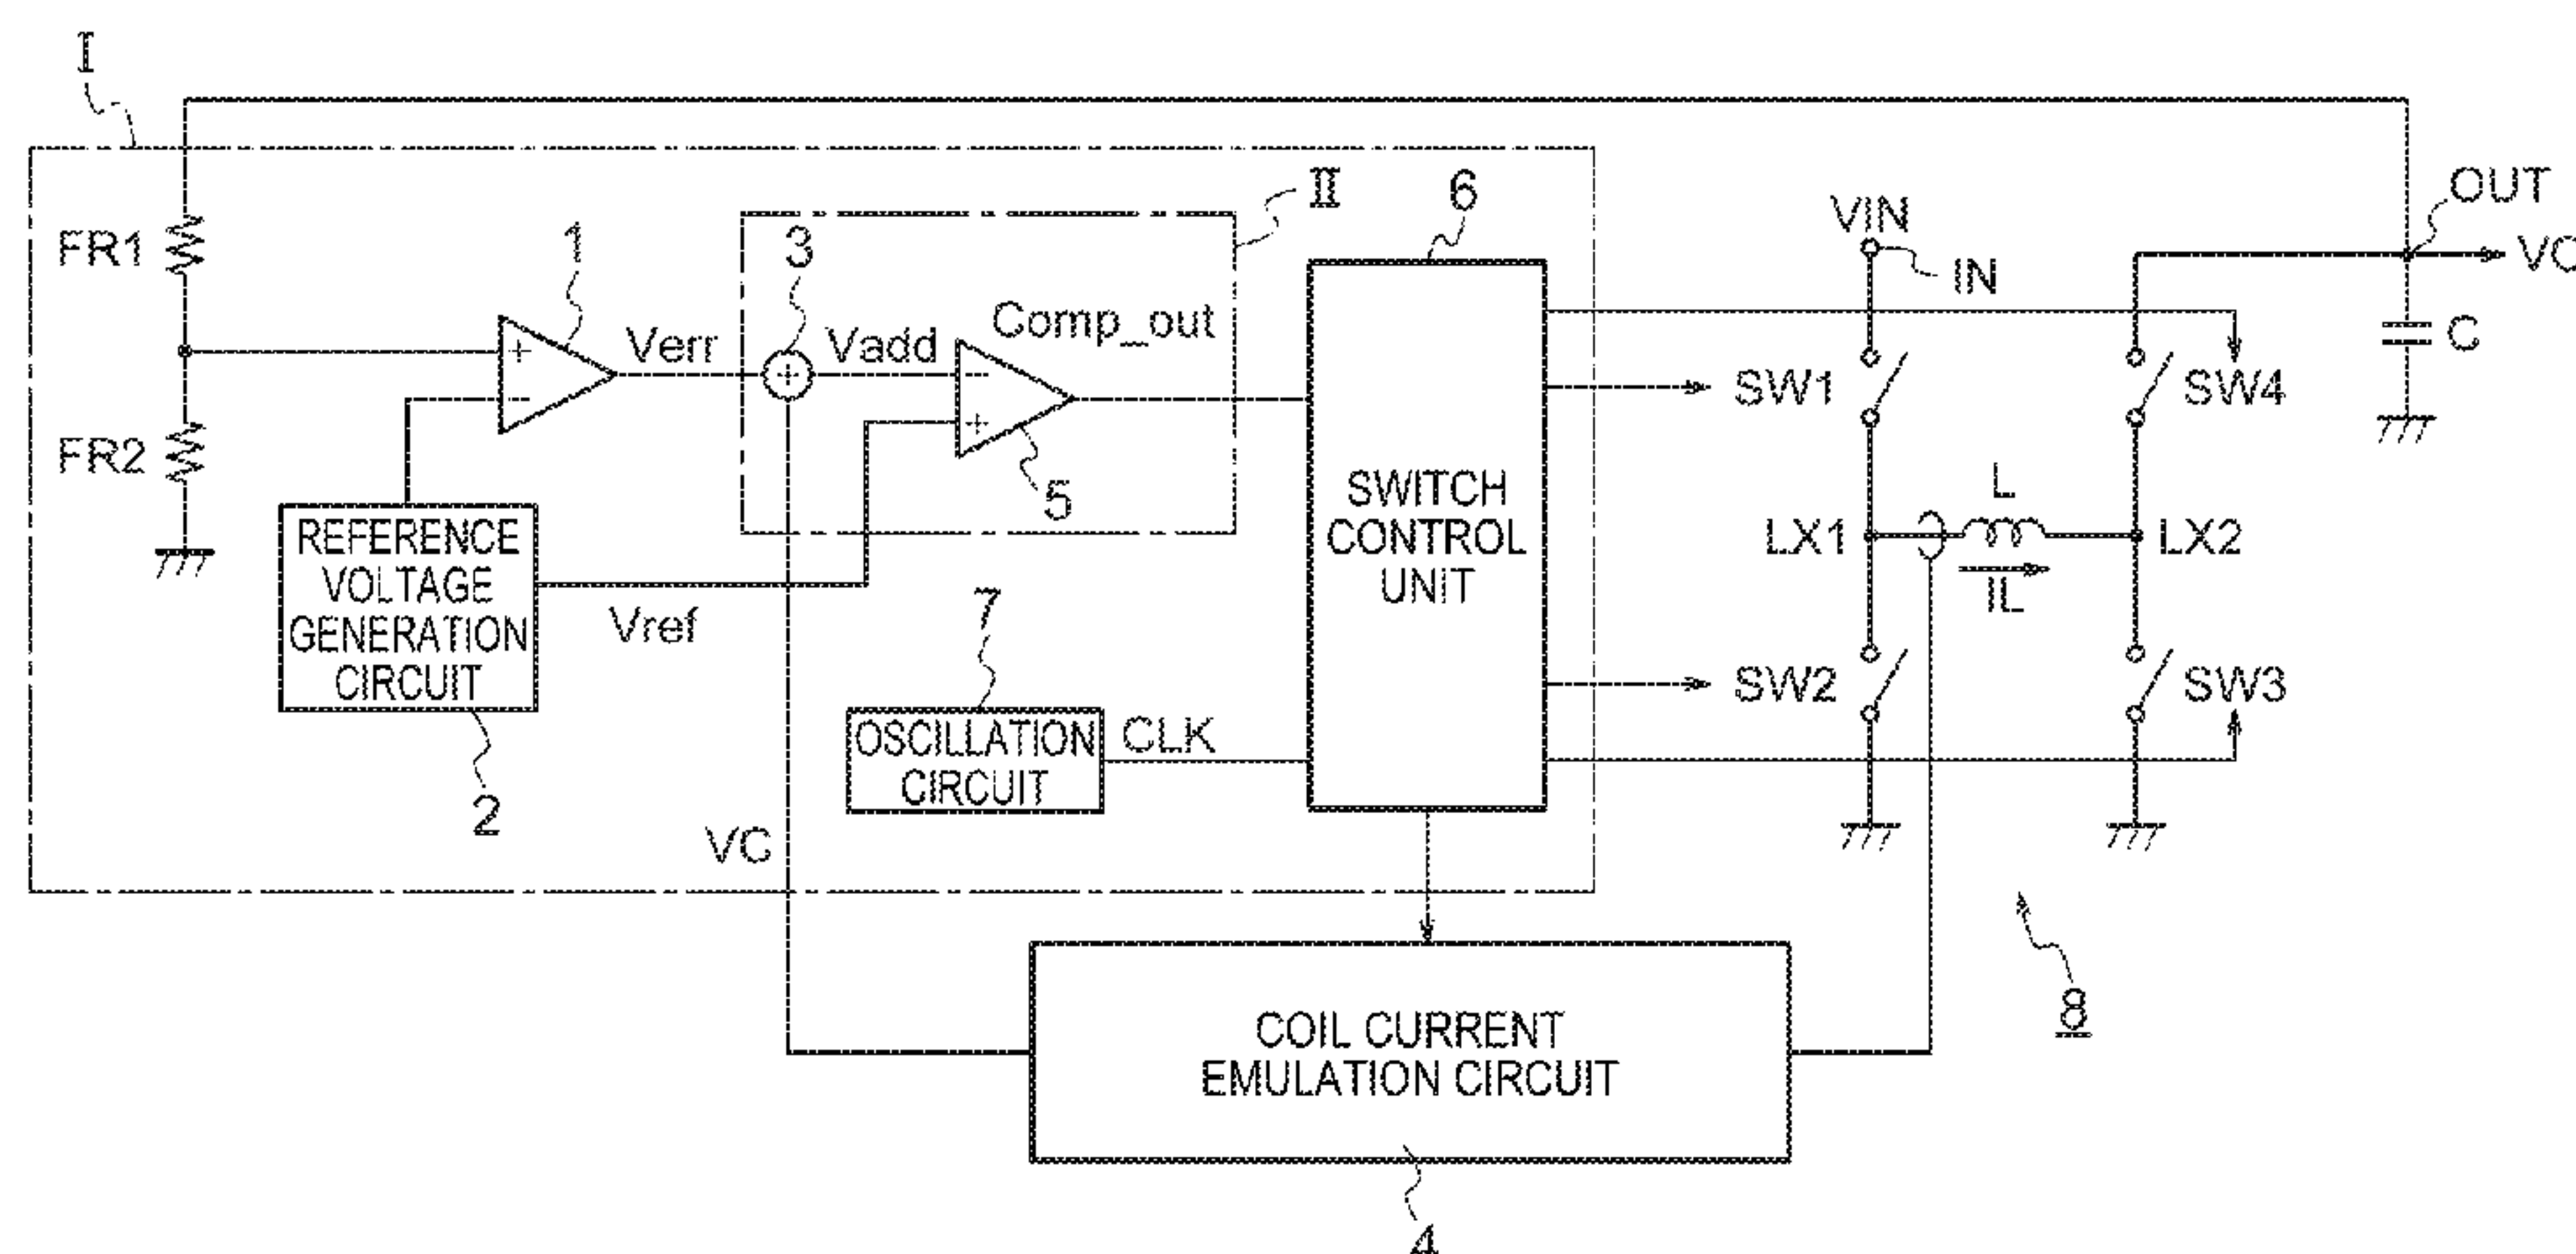 I
II
6
OUT
VIN
IN
FR1
1
3
Verr
Vadd
Comp_out
C
SW1
SW4
FR2
5
REFERENCE
VOLTAGE
GENERATION
CIRCUIT
SWITCH
CONTROL
UNIT
L
LX1
LX2
IL
Vref
7
SW2
SW3
OSCILLATION
CIRCUIT
CLK
2
VC
8
COIL CURRENT
EMULATION CIRCUIT
4